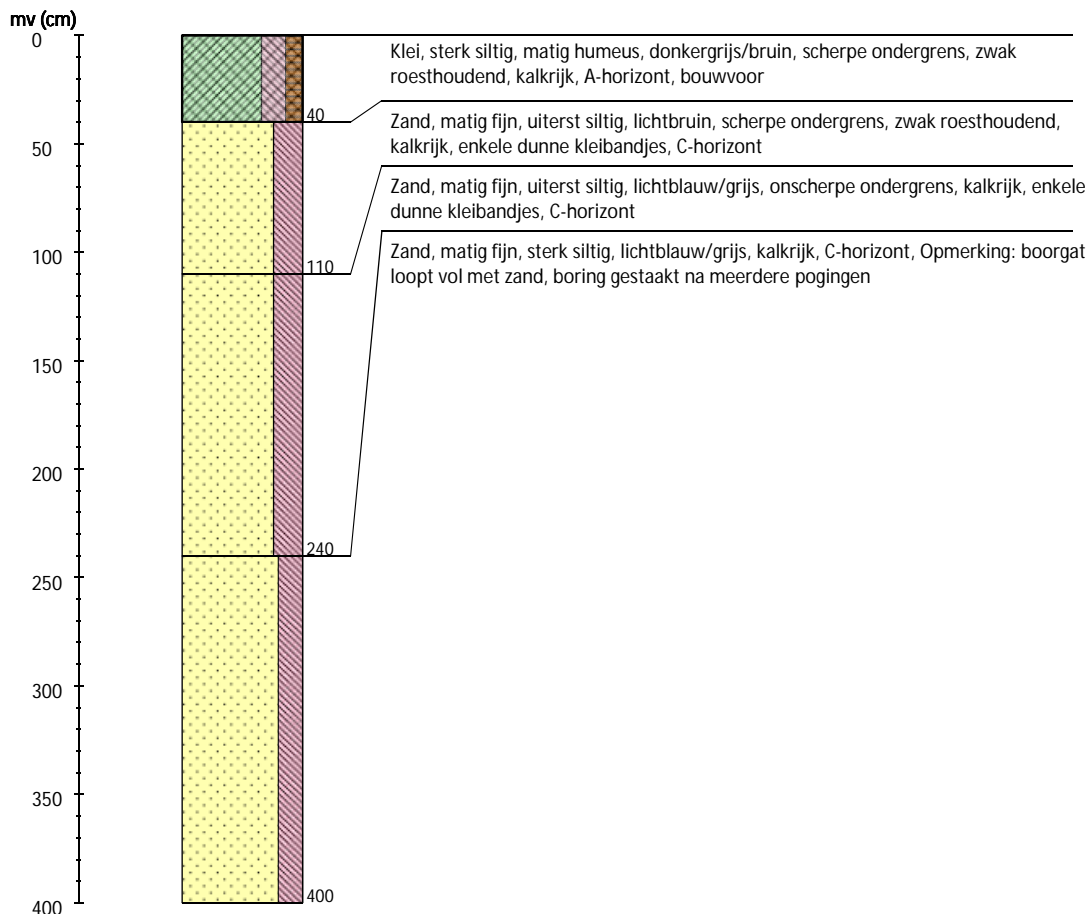 mv (cm)
0
Klei, sterk siltig, matig humeus, donkergrijs/bruin, scherpe ondergrens, zwak
roesthoudend, kalkrijk, A-horizont, bouwvoor
40
Zand, matig fijn, uiterst siltig, lichtbruin, scherpe ondergrens, zwak roesthoudend,
kalkrijk, enkele dunne kleibandjes, C-horizont
50
Zand, matig fijn, uiterst siltig, lichtblauw/grijs, onscherpe ondergrens, kalkrijk, enkele
dunne kleibandjes, C-horizont
Zand, matig fijn, sterk siltig, lichtblauw/grijs, kalkrijk, C-horizont, Opmerking: boorgat
loopt vol met zand, boring gestaakt na meerdere pogingen
100
110
150
200
240
250
300
350
400
400